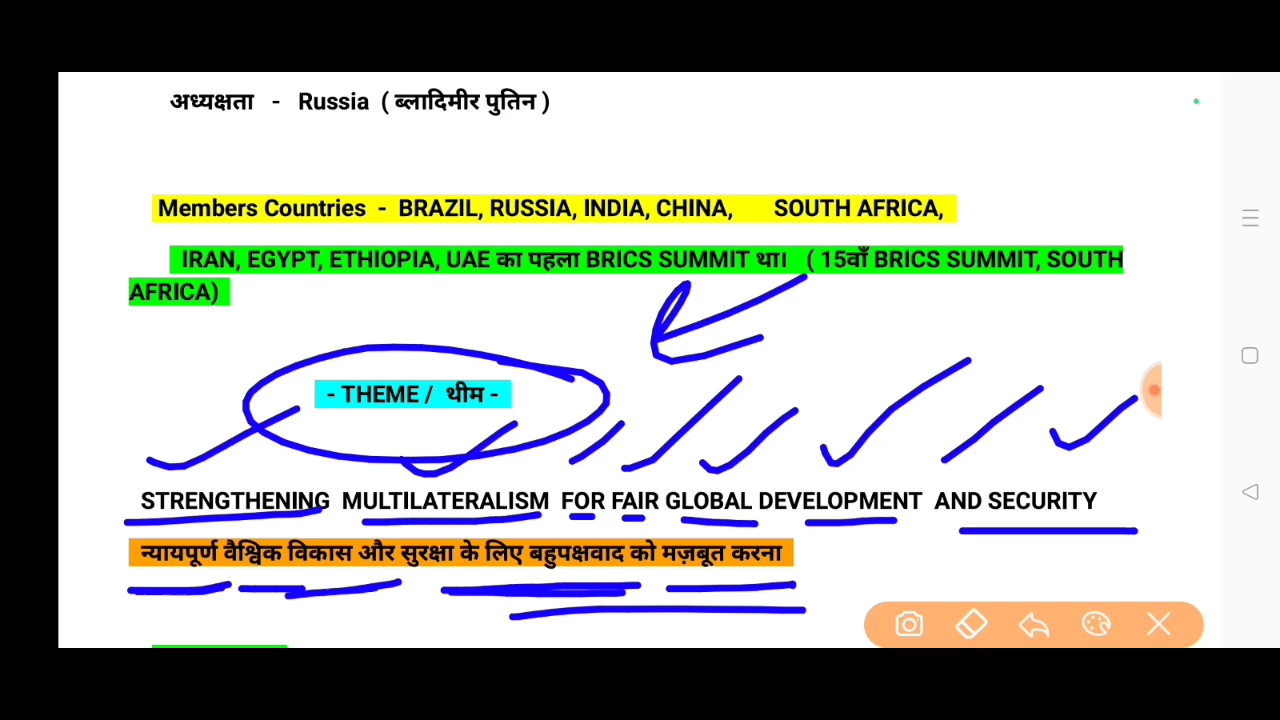 अध्यक्षता - Russia ( ब्लादिमीर पुतिन )
Members Countries - BRAZIL, RUSSIA, INDIA, CHINA, SOUTH AFRICA,
IRAN, EGYPT, ETHIOPIA, UAE का पहला BRICS SUMMIT था। ( 15वाँ BRICS SUMMIT, SOUTH
AFRICA)
- THEME / थीम -
STRENGTHENING MULTILATERALISM FOR FAIR GLOBAL DEVELOPMENT AND SECURITY
न्यायपूर्ण वैश्विक विकास और सुरक्षा के लिए बहुपक्षवाद को मज़बूत करना